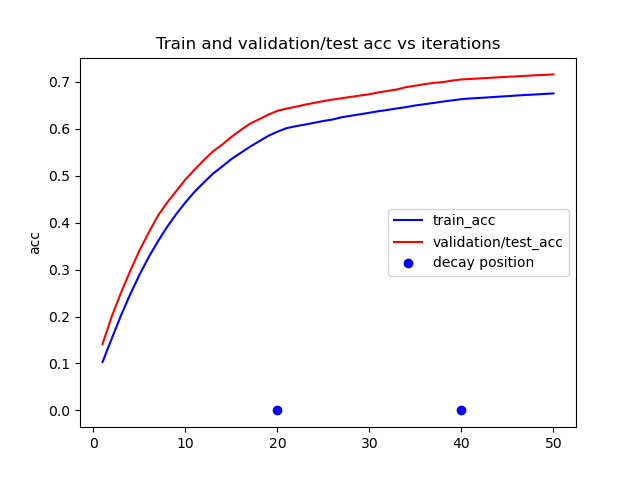 Train and validation/test acc vs iterations
acc
0.7
0.6
0.5
0.4
0.3
0.2
0.1
0.0
train_acc
validation/test_acc
decay position
0 10 20 30 40 50